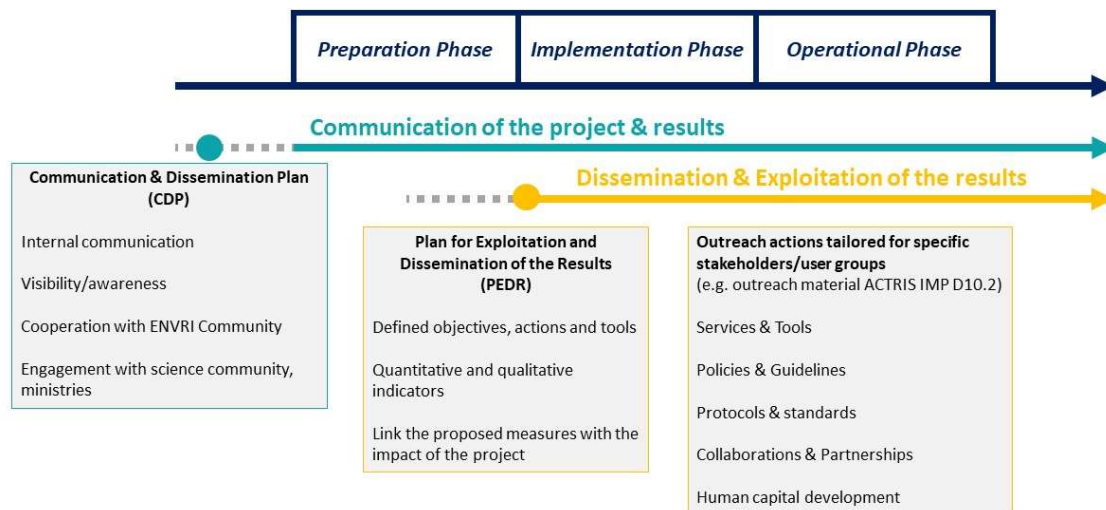 Preparation Phase
Implementation Phase
Operational Phase
Communication of the project & results
Dissemination & Exploitation of the results
Communication & Dissemination Plan
(CDP)
Internal communication
Visibility/awareness
Cooperation with ENVRI Community
Engagement with science community,
ministries
Plan for Exploitation and
Dissemination of the Results
(PEDR)
Defined objectives, actions and tools
Quantitative and qualitative
indicators
Link the proposed measures with the
impact of the project
Outreach actions tailored for specific
stakeholders/user groups
(e.g. outreach material ACTRIS IMP D10.2)
Services & Tools
Policies & Guidelines
Protocols & standards
Collaborations & Partnerships
Human capital development